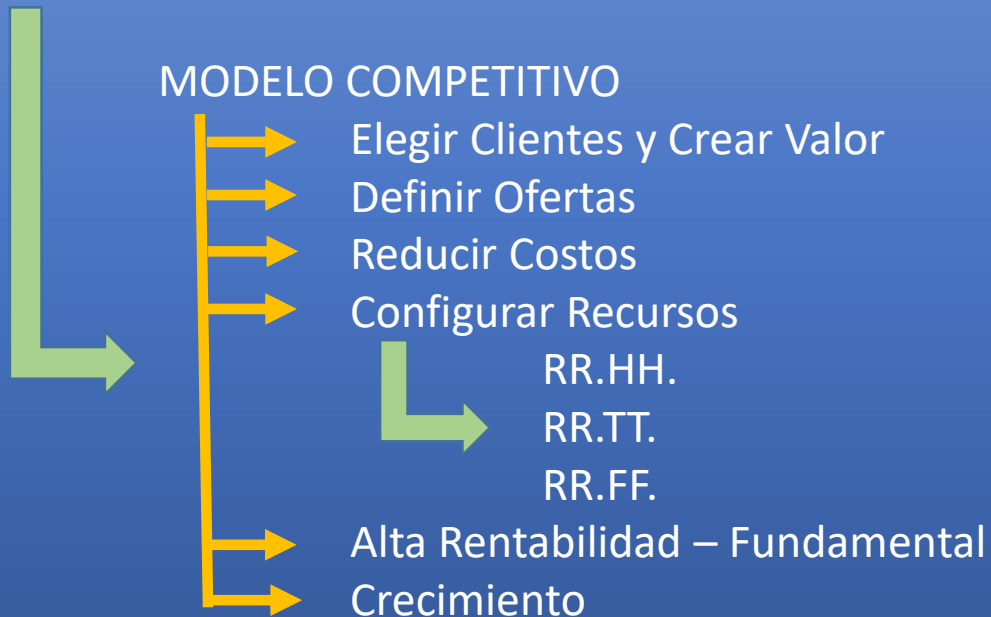 MODELO COMPETITIVO
Elegir Clientes y Crear Valor
Definir Ofertas
Reducir Costos
Configurar Recursos
RR.HH.
RR.TT.
RR.FF.
Alta Rentabilidad – Fundamental
Crecimiento